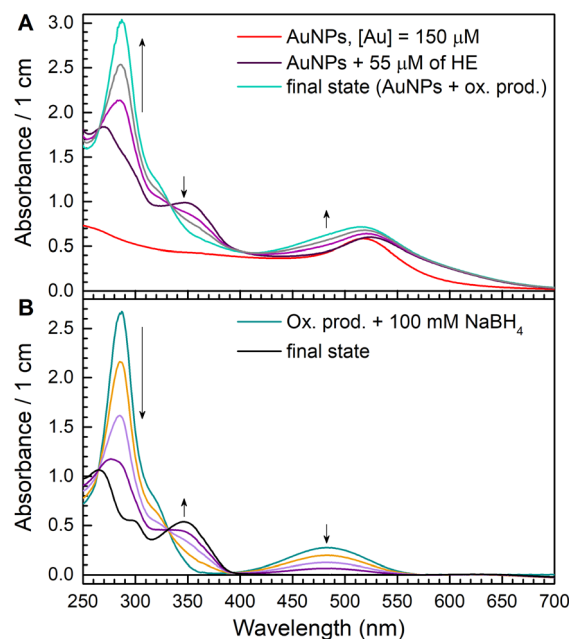 A
AuNPs, [Au] = 150 μM
AuNPs + 55 μM of HE
final state (AuNPs + ox. prod.)
3.0
2.5
2.0
1.5
1.0
0.5
0.0
Absorbance / 1 cm
B
Ox. prod. + 100 mM NaBH4
final state
2.5
2.0
1.5
1.0
0.5
0.0
Absorbance / 1 cm
250 300 350 400 450 500 550 600 650 700
Wavelength (nm)